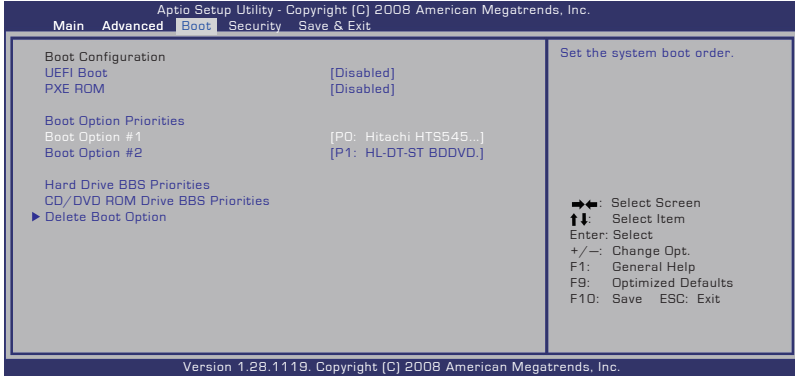 Aptio Setup Utility - Copyright (C) 2008 American Megatrends, Inc.
Main Advanced Boot Security Save & Exit
Boot Configuration
UEFI Boot [Disabled]
PXE ROM [Disabled]
Boot Option Priorities
Boot Option #1 [P0: Hitachi HTS545...]
Boot Option #2 [P1: HL-DT-ST BDDVD.]
Hard Drive BBS Priorities
CD/DVD ROM Drive BBS Priorities
Delete Boot Option
Set the system boot order.
: Select Screen
: Select Item
Enter: Select
+/—: Change Opt.
F1: General Help
F9: Optimized Defaults
F10: Save ESC: Exit
Version 1.28.1119. Copyright (C) 2008 American Megatrends, Inc.